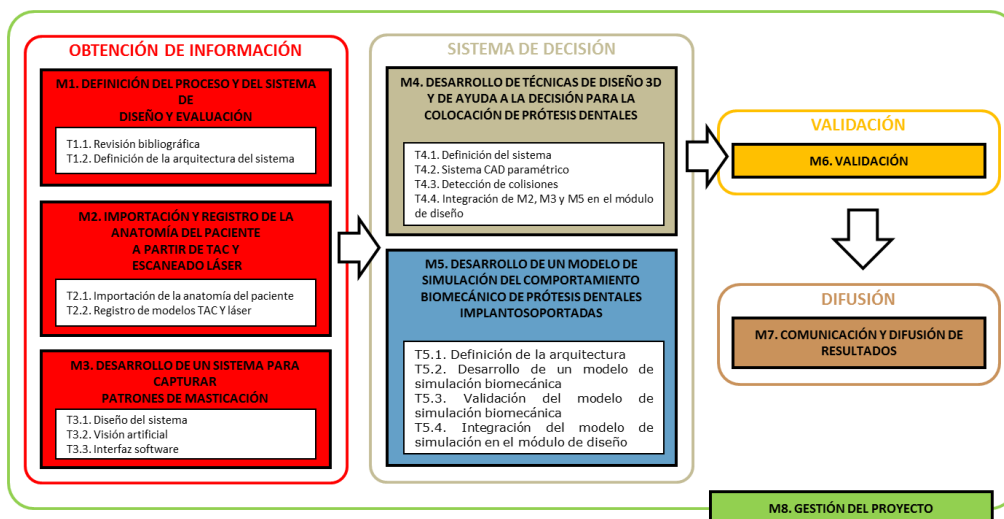 OBTENCIÓN DE INFORMACIÓN
M1. DEFINICIÓN DEL PROCESO Y DEL SISTEMA
DE
DISEÑO Y EVALUACIÓN
T1.1. Revisión bibliográfica
T1.2. Definición de la arquitectura del sistema
M2. IMPORTACIÓN Y REGISTRO DE LA
ANATOMÍA DEL PACIENTE
A PARTIR DE TAC Y
ESCANEADO LÁSER
T2.1. Importación de la anatomía del paciente
T2.2. Registro de modelos TAC Y láser
M3. DESARROLLO DE UN SISTEMA PARA
CAPTURAR
PATRONES DE MASTICACIÓN
T3.1. Diseño del sistema
T3.2. Visión artificial
T3.3. Interfaz software
SISTEMA DE DECISIÓN
M4. DESARROLLO DE TÉCNICAS DE DISEÑO 3D
Y DE AYUDA A LA DECISIÓN PARA LA
COLOCACIÓN DE PRÓTESIS DENTALES
T4.1. Definición del sistema
T4.2. Sistema CAD paramétrico
T4.3. Detección de colisiones
T4.4. Integración de M2, M3 y M5 en el módulo
de diseño
M5. DESARROLLO DE UN MODELO DE
SIMULACIÓN DEL COMPORTAMIENTO
BIOMECÁNICO DE PRÓTESIS DENTALES
IMPLANTOSOPORTADAS
T5.1. Definición de la arquitectura
T5.2. Desarrollo de un modelo de
simulación biomecánica
T5.3. Validación del modelo de
simulación biomecánica
T5.4. Integración del modelo de
simulación en el módulo de diseño
VALIDACIÓN
M6. VALIDACIÓN
DIFUSIÓN
M7. COMUNICACIÓN Y DIFUSIÓN DE
RESULTADOS
M8. GESTIÓN DEL PROYECTO